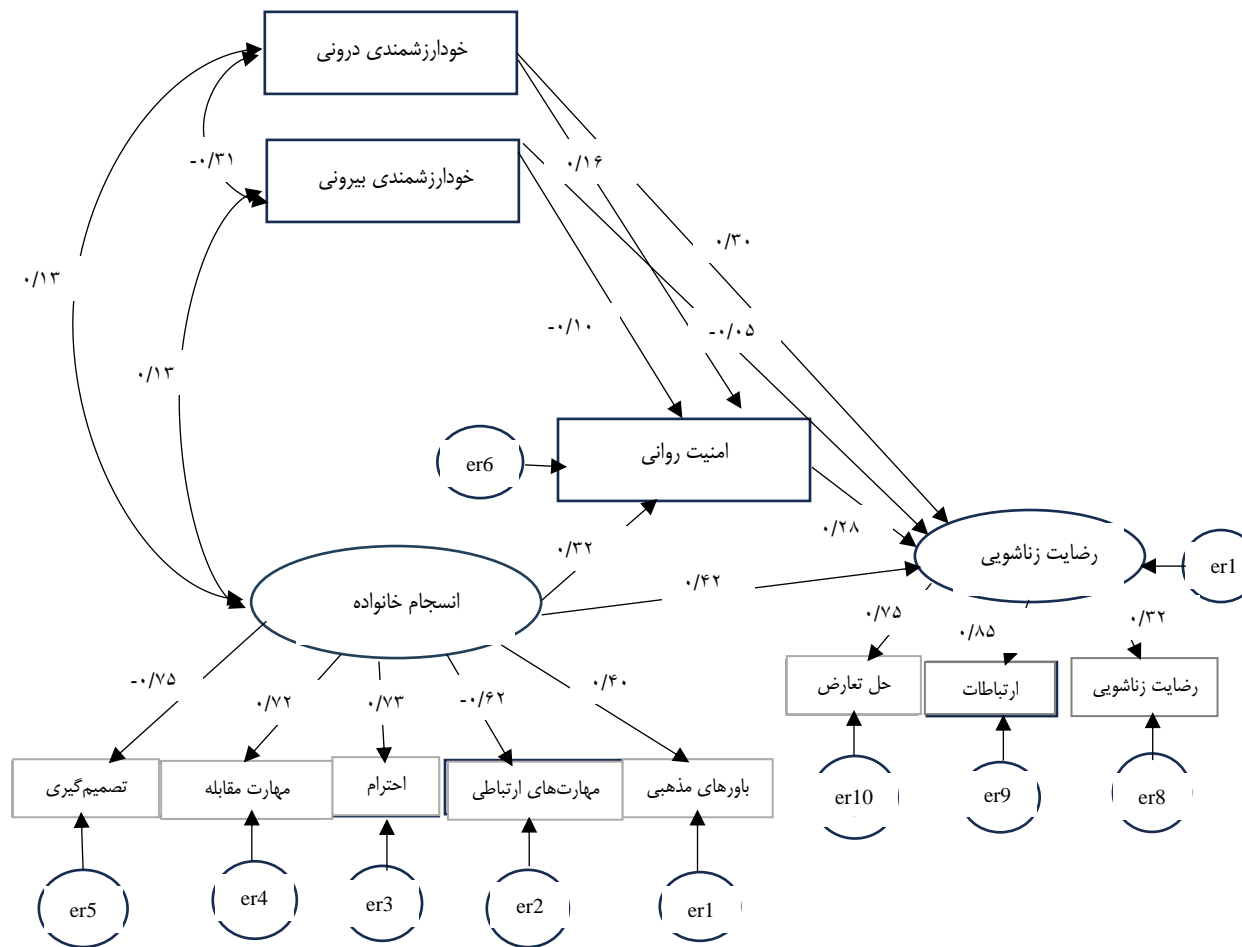 خودارزشمندی درونی
-۰/۳۱
خودارزشمندی بیرونی
۰/۱۶
۰/۳۰
۰/۱۳
-۰/۱۰
-۰/۰۵
۰/۱۳
امنیت روانی
er6
۰/۲۸
۰/۳۲
رضایت زناشویی
er1
۰/۴۲
انسجام خانواده
۰/۷۵
۰/۸۵
۰/۳۲
-۰/۷۵
۰/۷۲
۰/۷۳
-۰/۶۲
۰/۴۰
حل تعارض
ارتباطات
رضایت زناشویی
تصمیم‌گیری
مهارت مقابله
احترام
مهارت‌های ارتباطی
باورهای مذهبی
er10
er9
er8
er5
er4
er3
er2
er1